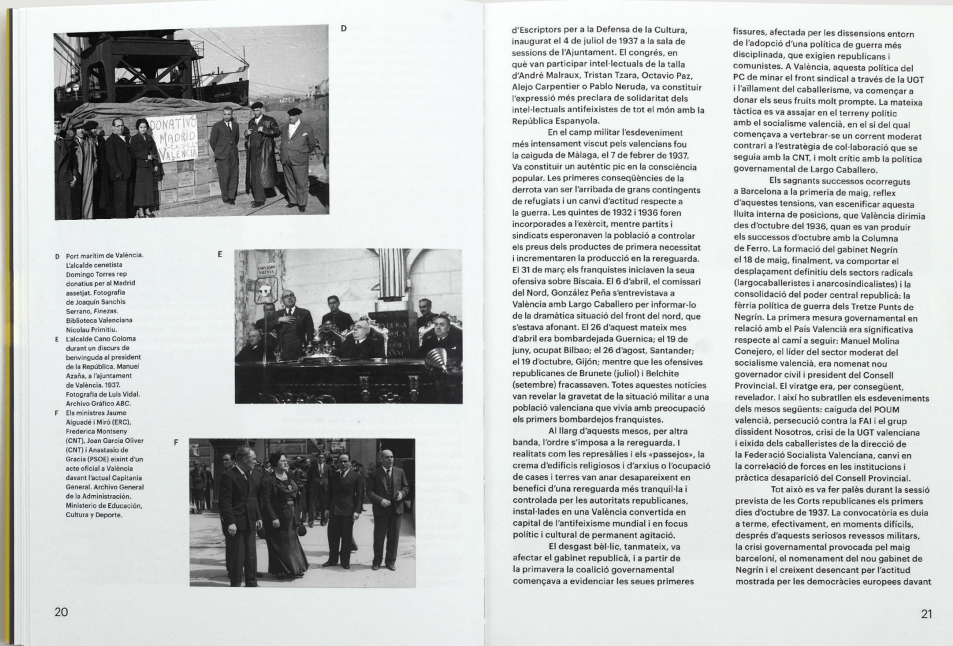 D
DONATIVO
MADRID
VALENCIA
D Port marítim de València.
L'alcalde cenetista
Domingo Torres rep
donatius per al Madrid
assetjat. Fotografia
de Joaquín Sanchis
Serrano, Finezas.
Biblioteca Valenciana
Nicolau Primitiu.
E L'alcalde Cano Coloma
durant un discurs de
benvinguda al president
de la República, Manuel
Azaña, a l'ajuntament
de València. 1937.
Fotografia de Luis Vidal.
Archivo Gráfico ABC.
F Els ministres Jaume
Aiguadé i Miró (ERC),
Frederica Montseny
(CNT), Joan García Oliver
(CNT) i Anastasio de
Gracia (PSOE) eixint d'un
acte oficial a València
davant l'actual Capitania
General. Archivo General
de la Administración.
Ministerio de Educación,
Cultura y Deporte.
E
F
20
d'Escriptors per a la Defensa de la Cultura,
inaugurat el 4 de juliol de 1937 a la sala de
sessions de l'Ajuntament. El congrés, en
què van participar intel·lectuals de la talla
d'André Malraux, Tristan Tzara, Octavio Paz,
Alejo Carpentier o Pablo Neruda, va constituir
l'expressió més preclara de solidaritat dels
intel·lectuals antifeixistes de tot el món amb la
República Espanyola.
En el camp militar l'esdeveniment
més intensament viscut pels valencians fou
la caiguda de Màlaga, el 7 de febrer de 1937.
Va constituir un autèntic pic en la consciència
popular. Les primeres conseqüències de la
derrota van ser l'arribada de grans contingents
de refugiats i un canvi d'actitud respecte a
la guerra. Les quintes de 1932 i 1936 foren
incorporades a l'exèrcit, mentre partits i
sindicats esperonaven la població a controlar
els preus dels productes de primera necessitat
i incrementaren la producció en la rereguarda.
El 31 de març els franquistes iniciaven la seua
ofensiva sobre Biscaia. El 6 d'abril, el comissari
del Nord, González Peña s'entrevistava a
València amb Largo Caballero per informar-lo
de la dramàtica situació del front del nord, que
s'estava afonant. El 26 d'aquest mateix mes
d'abril era bombardejada Guernica; el 19 de
juny, ocupat Bilbao; el 26 d'agost, Santander;
el 19 d'octubre, Gijón; mentre que les ofensives
republicanes de Brunete (juliol) i Belchite
(setembre) fracassaven. Totes aquestes notícies
van revelar la gravetat de la situació militar a una
població valenciana que vivia amb preocupació
els primers bombardejos franquistes.
Al llarg d'aquests mesos, per altra
banda, l'ordre s'imposa a la rereguarda. I
realitats com les represàlies i els «passejos», la
crema d'edificis religiosos i d'arxius o l'ocupació
de cases i terres van anar desapareixent en
benefici d'una rereguarda més tranquil·la i
controlada per les autoritats republicanes,
instal·lades en una València convertida en
capital de l'antifeixisme mundial i en focus
polític i cultural de permanent agitació.
El desgast bèl·lic, tanmateix, va
afectar el gabinet republicà, i a partir de
la primavera la coalició governamental
començava a evidenciar les seues primeres
fissures, afectada per les dissensions entorn
de l'adopció d'una política de guerra més
disciplinada, que exigien republicans i
comunistes. A València, aquesta política del
PC de minar el front sindical a través de la UGT
i l'aïllament del caballerisme, va començar a
donar els seus fruits molt prompte. La mateixa
tàctica es va assajar en el terreny polític
amb el socialisme valencià, en el si del qual
començava a vertebrar-se un corrent moderat
contrari a l'estratègia de col·laboració que se
seguia amb la CNT, i molt crític amb la política
governamental de Largo Caballero.
Els sagnants successos ocorreguts
a Barcelona a la primeria de maig, reflex
d'aquestes tensions, van escenificar aquesta
lluita interna de posicions, que València dirimia
des d'octubre del 1936, quan es van produir
els successos d'octubre amb la Columna
de Ferro. La formació del gabinet Negrín
el 18 de maig, finalment, va comportar el
desplaçament definitiu dels sectors radicals
(largocaballeristes i anarcosindicalistes) i la
consolidació del poder central republicà: la
fèrria política de guerra dels Tretze Punts de
Negrín. La primera mesura governamental en
relació amb el País Valencià era significativa
respecte al camí a seguir: Manuel Molina
Conejero, el líder del sector moderat del
socialisme valencià, era nomenat nou
governador civil i president del Consell
Provincial. El viratge era, per consegüent,
revelador. I així ho subratllen els esdeveniments
dels mesos següents: caiguda del POUM
valencià, persecució contra la FAI i el grup
dissident Nosotros, crisi de la UGT valenciana
i eixida dels caballeristes de la direcció de
la Federació Socialista Valenciana, canvi en
la correlació de forces en les institucions i
pràctica desaparició del Consell Provincial.
Tot això es va fer palès durant la sessió
prevista de les Corts republicanes els primers
dies d'octubre de 1937. La convocatòria es duia
a terme, efectivament, en moments difícils,
després d'aquests seriosos revessos militars,
la crisi governamental provocada pel maig
barceloní, el nomenament del nou gabinet de
Negrín i el creixent desencant per l'actitud
mostrada per les democràcies europees davant
21